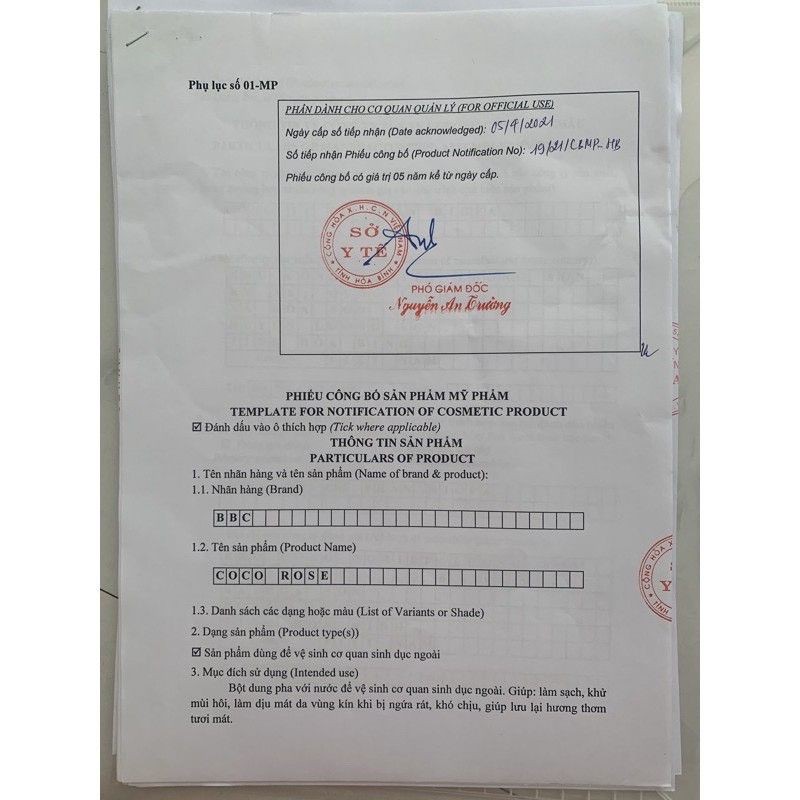 Phụ lục số 01-MP
PHẦN DÀNH CHO CƠ QUAN QUẢN LÝ (FOR OFFICIAL USE)
Ngày cấp số tiếp nhận (Date acknowledged): 05/4/2021
Số tiếp nhận Phiếu công bố (Product Notification No): 19/21/CBMP-HB
Phiếu công bố có giá trị 05 năm kể từ ngày cấp.
CỘNG HÒA X.H.C.N VIỆT NAM
SỞ
Y TẾ
TỈNH HÒA BÌNH
PHÓ GIÁM ĐỐC
Nguyễn An Trường
PHIẾU CÔNG BỐ SẢN PHẨM MỸ PHẨM
TEMPLATE FOR NOTIFICATION OF COSMETIC PRODUCT
☑ Đánh dấu vào ô thích hợp (Tick where applicable)
THÔNG TIN SẢN PHẨM
PARTICULARS OF PRODUCT
1. Tên nhãn hàng và tên sản phẩm (Name of brand & product):
1.1. Nhãn hàng (Brand)
BBC
1.2. Tên sản phẩm (Product Name)
COCO ROSE
1.3. Danh sách các dạng hoặc màu (List of Variants or Shade)
2. Dạng sản phẩm (Product type(s))
☑ Sản phẩm dùng để vệ sinh cơ quan sinh dục ngoài
3. Mục đích sử dụng (Intended use)
Bột dung pha với nước để vệ sinh cơ quan sinh dục ngoài. Giúp: làm sạch, khử
mùi hôi, làm dịu mát da vùng kín khi bị ngứa rát, khó chịu, giúp lưu lại hương thơm
tươi mát.